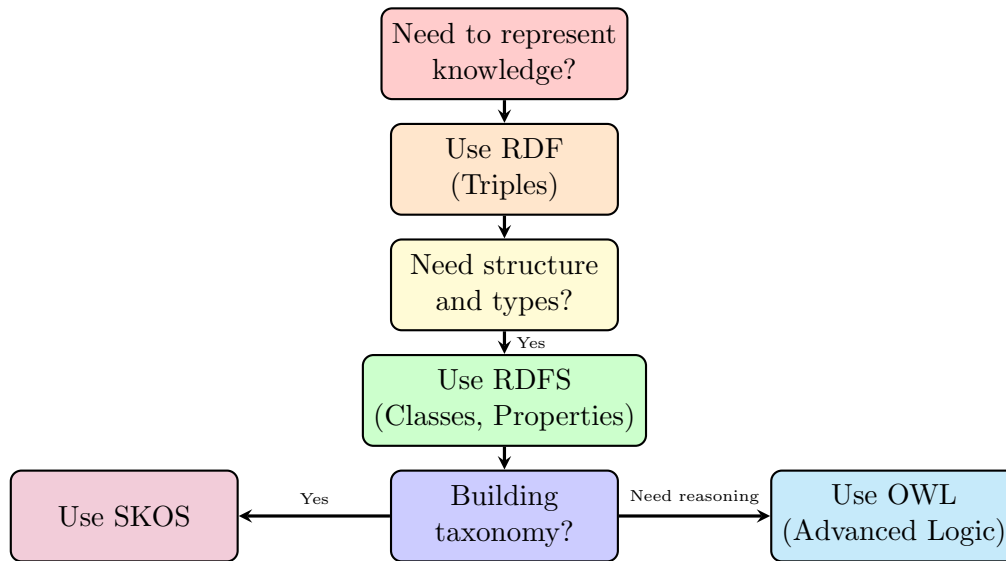 Need to represent
knowledge?
Use RDF
(Triples)
Need structure
and types?
Yes
Use RDFS
(Classes, Properties)
Use SKOS
Yes
Building
taxonomy?
Need reasoning
Use OWL
(Advanced Logic)